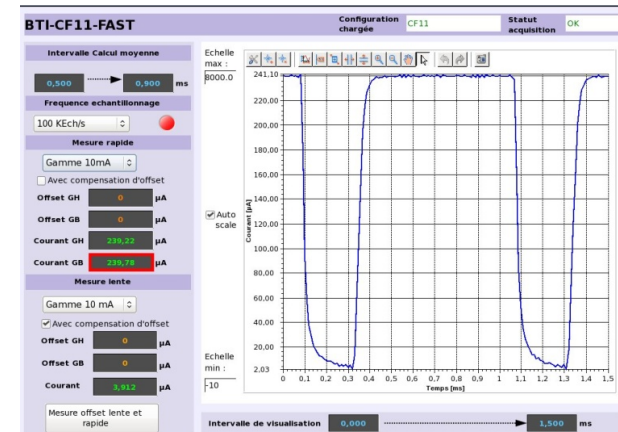 BTI-CF11-FAST
Configuration chargée
CF11
Statut acquisition
OK
Intervalle Calcul moyenne
0,500
0,900 ms
Frequence echantillonnage
100 KEch/s
Mesure rapide
Gamme 10mA
Avec compensation d'offset
Offset GH 0 µA
Offset GB 0 µA
Courant GH 239,22 µA
Courant GB 239,78 µA
Mesure lente
Gamme 10 mA
Avec compensation d'offset
Offset GH 0 µA
Offset GB 0 µA
Courant 3,912 µA
Mesure offset lente et
rapide
Echelle
max :
8000.0
Auto
scale
Echelle
min :
-10
241,10
220,00
200,00
180,00
160,00
140,00
120,00
100,00
80,00
60,00
40,00
20,00
2,03
Courant [µA]
0 0,1 0,2 0,3 0,4 0,5 0,6 0,7 0,8 0,9 1 1,1 1,2 1,3 1,4 1,5
Temps [ms]
Intervalle de visualisation 0,000 1,500 ms